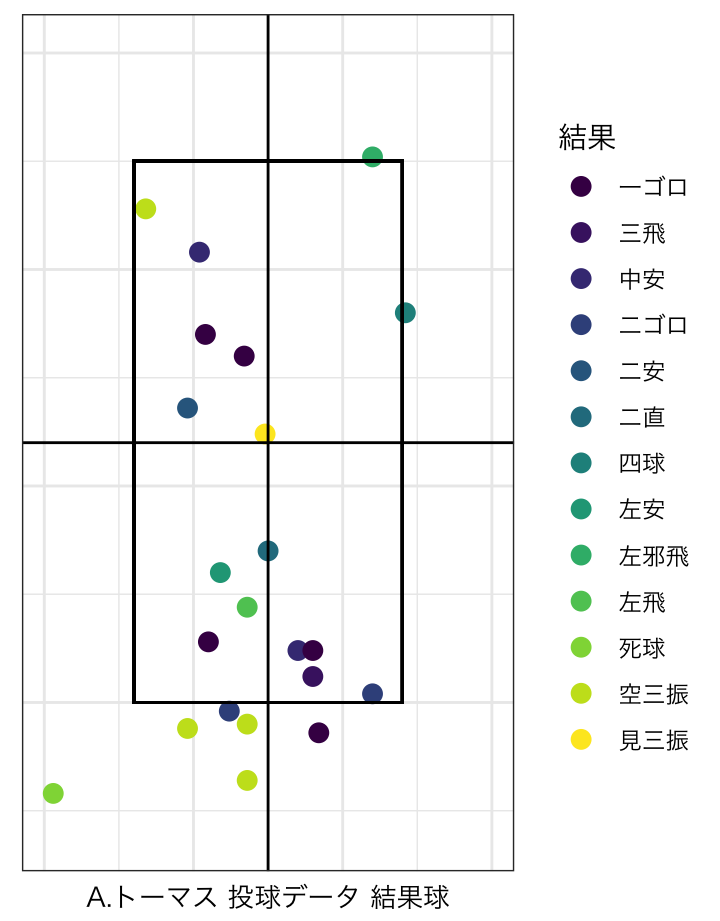 結果
一ゴロ
三飛
中安
二ゴロ
二安
二直
四球
左安
左邪飛
左飛
死球
空三振
見三振
A.トーマス 投球データ 結果球